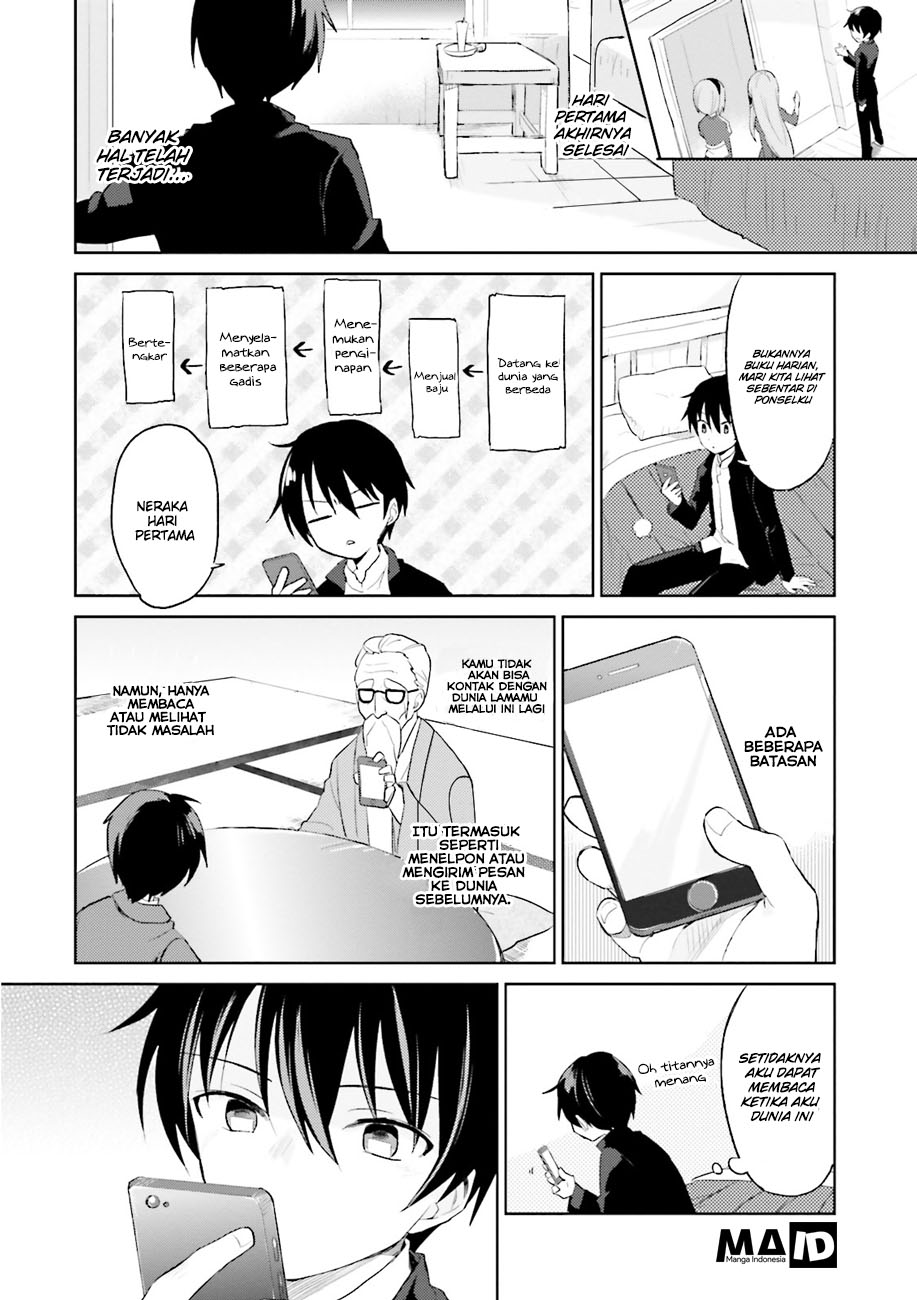 HARI
PERTAMA
AKHIRNYA
SELESAI
BANYAK
HAL TELAH
TERJADI...
BUKANNYA
BUKU HARIAN,
MARI KITA LIHAT
SEBENTAR DI
PONSELKU
Datang ke
dunia yang
berbeda
Menjual
Baju
Mene-
mukan
pengi-
napan
Menyela-
matkan
beberapa
gadis
Berte-
ngkar
NERAKA
HARI
PERTAMA
ADA
BEBERAPA
BATASAN
KAMU TIDAK
AKAN BISA
KONTAK DENGAN
DUNIA LAMAMU
MELALUI INI LAGI
ITU TERMASUK
SEPERTI
MENELPON ATAU
MENGIRIM PESAN
KE DUNIA
SEBELUMNYA.
NAMUN, HANYA
MEMBACA
ATAU MELIHAT
TIDAK MASALAH
SETIDAKNYA
AKU DAPAT
MEMBACA
KETIKA AKU
DUNIA INI
Oh titannya
menang
MAID
Manga Indonesia